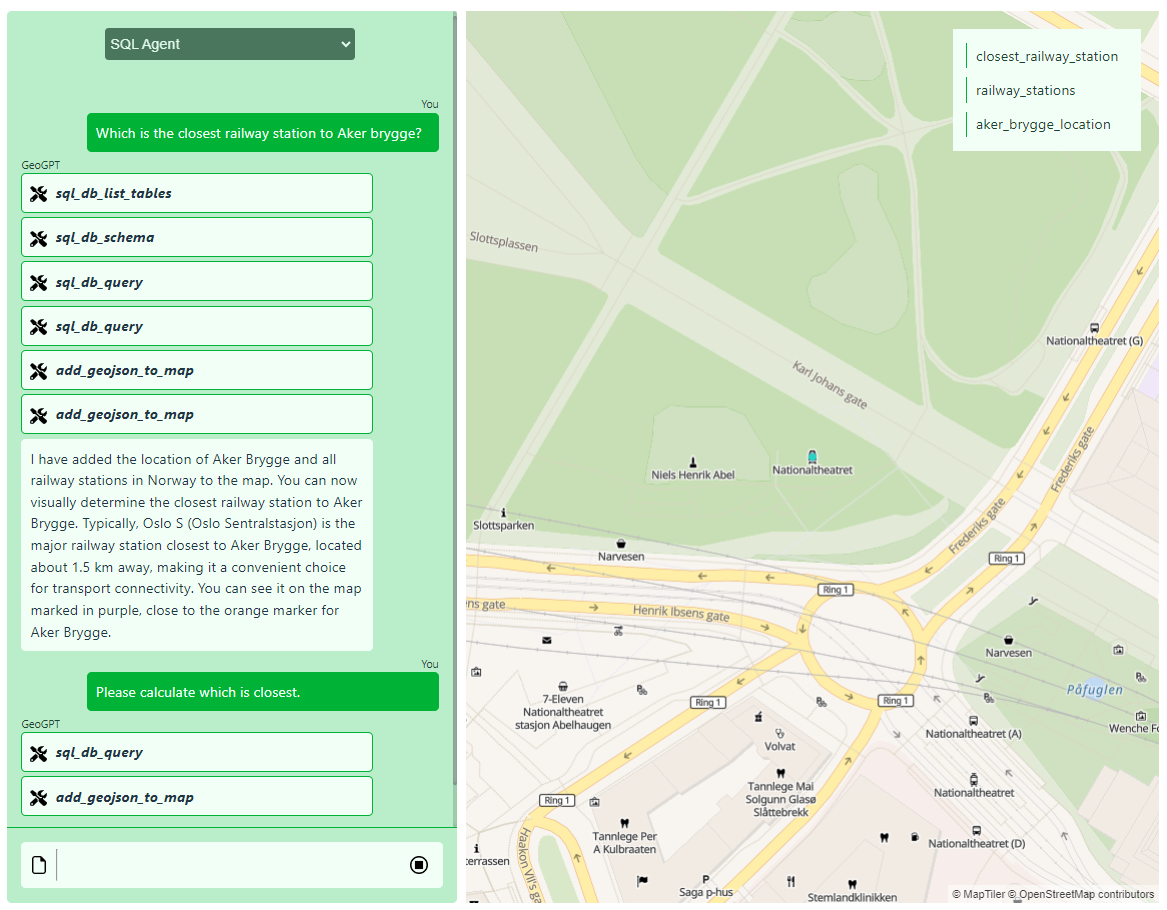 SQL Agent
You
Which is the closest railway station to Aker brygge?
GeoGPT
sql_db_list_tables
sql_db_schema
sql_db_query
sql_db_query
add_geojson_to_map
add_geojson_to_map
I have added the location of Aker Brygge and all
railway stations in Norway to the map. You can now
visually determine the closest railway station to Aker
Brygge. Typically, Oslo S (Oslo Sentralstasjon) is the
major railway station closest to Aker Brygge, located
about 1.5 km away, making it a convenient choice
for transport connectivity. You can see it on the map
marked in purple, close to the orange marker for
Aker Brygge.
You
Please calculate which is closest.
GeoGPT
sql_db_query
add_geojson_to_map
closest_railway_station
railway_stations
aker_brygge_location
Slottsplassen
Nationaltheatret (G)
Karl Johans gate
Frederiks gate
Niels Henrik Abel
Nationaltheatret
Slottsparken
Narvesen
Frederiks gate
Ring 1
Ring 1
ens gate
Henrik Ibsens gate
Narvesen
Påfuglen
7-Eleven
Nationaltheatret
stasjon Abelhaugen
Ring 1
Ring 1
Wenche Fo
Nationaltheatret (A)
Volvat
Nationaltheatret
Tannlege Mai
Solgunn Glasø
Slåttebrekk
Ring 1
Tannlege Per
A Kulbraaten
Nationaltheatret (D)
Haakon VII's ga
terrassen
P
Saga p-hus
Stemlandklinikken
© MapTiler © OpenStreetMap contributors